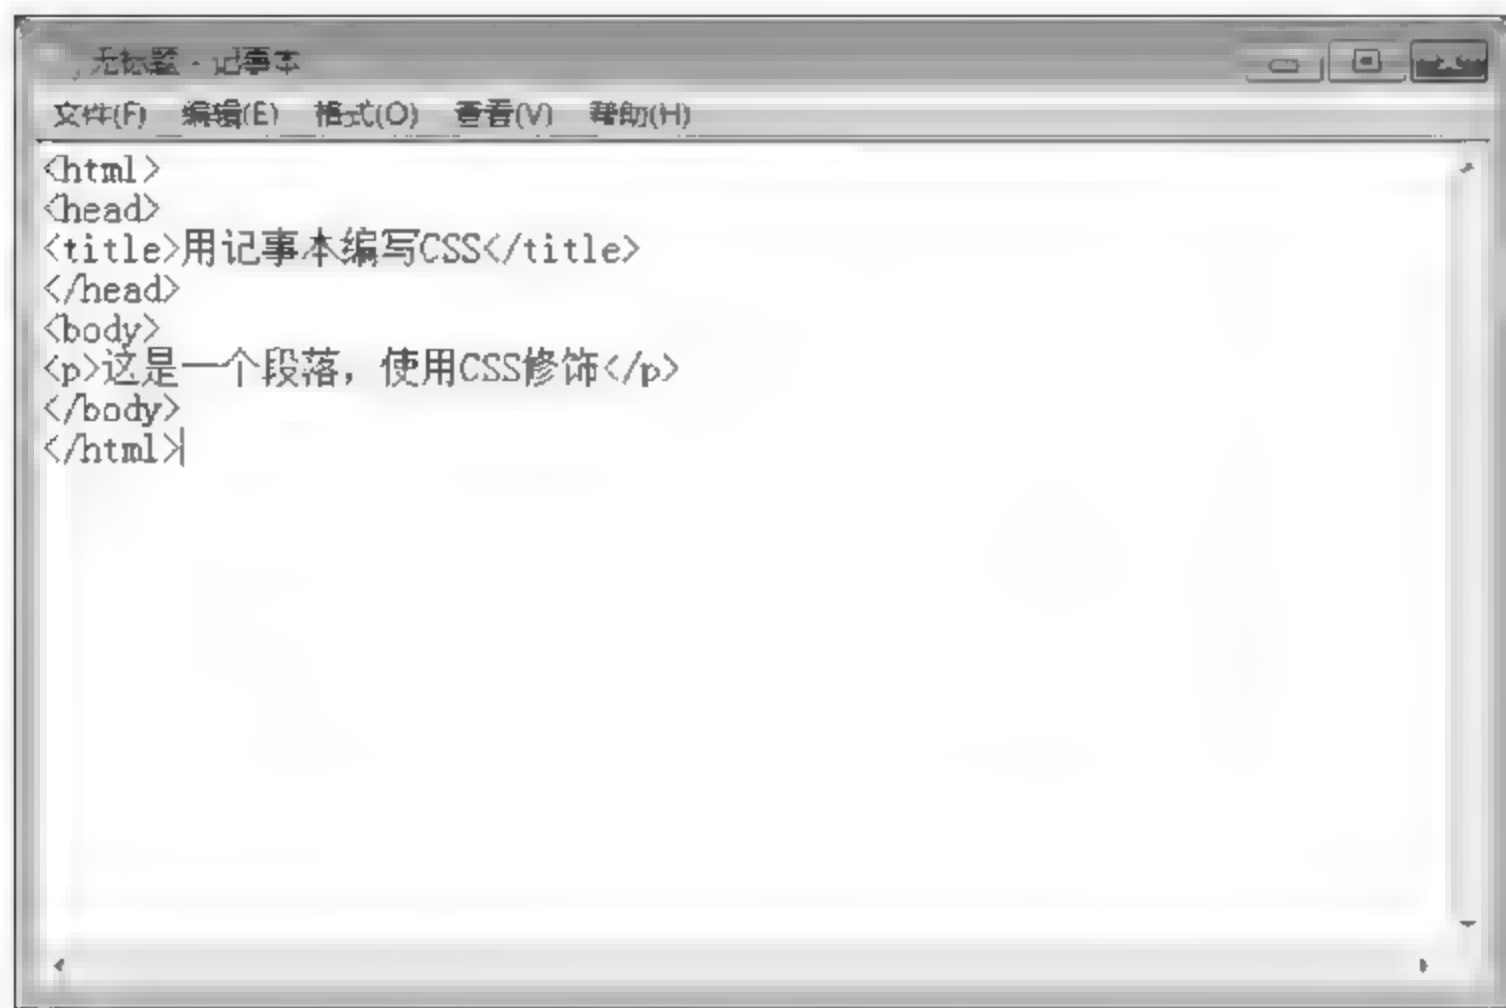 无标题 - 记事本
文件(F) 编辑(E) 格式(O) 查看(V) 帮助(H)
<html>
<head>
<title>用记事本编写CSS</title>
</head>
<body>
<p>这是一个段落，使用CSS修饰</p>
</body>
</html>